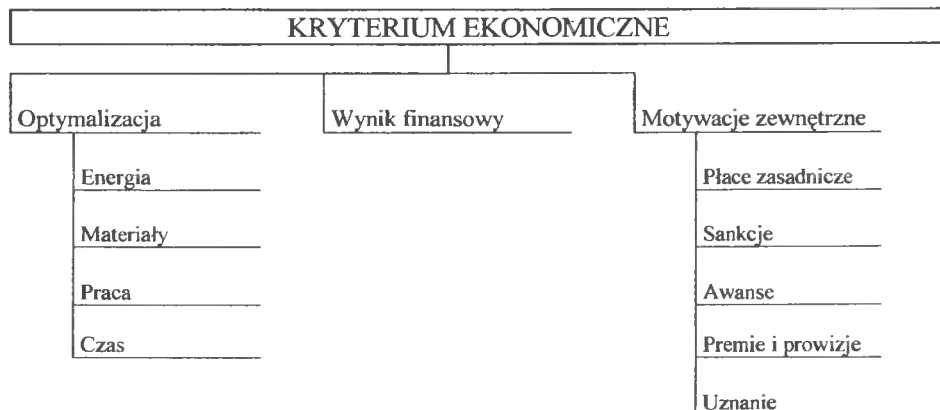 KRYTERIUM EKONOMICZNE
Optymalizacja
Energia
Materiały
Praca
Czas
Wynik finansowy
Motywacje zewnętrzne
Płace zasadnicze
Sankcje
Awanse
Premie i prowizje
Uznanie